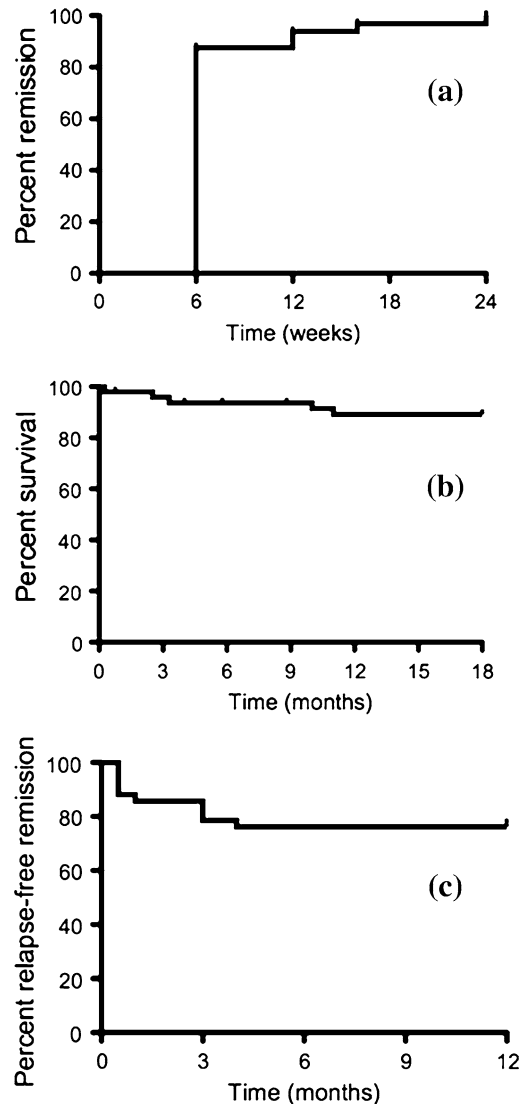 100
80
60
40
20
0
Percent remission
(a)
0 6 12 18 24
Time (weeks)
100
80
60
40
20
0
Percent survival
(b)
0 3 6 9 12 15 18
Time (months)
100
80
60
40
20
0
Percent relapse-free remission
(c)
0 3 6 9 12
Time (months)